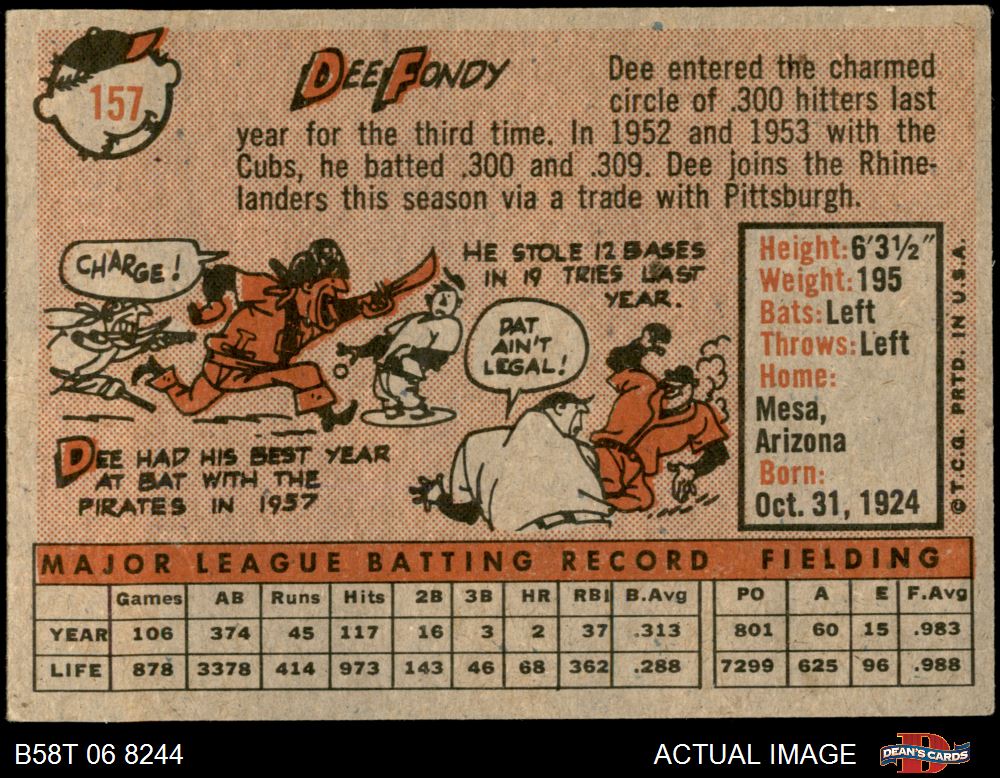 157
DEE FONDY
Dee entered the charmed
circle of .300 hitters last
year for the third time. In 1952 and 1953 with the
Cubs, he batted .300 and .309. Dee joins the Rhine-
landers this season via a trade with Pittsburgh.
CHARGE!
HE STOLE 12 BASES
IN 19 TRIES LAST
YEAR.
DAT
AIN'T
LEGAL!
DEE HAD HIS BEST YEAR
AT BAT WITH THE
PIRATES IN 1957
Height: 6'3½"
Weight: 195
Bats: Left
Throws: Left
Home:
Mesa,
Arizona
Born:
Oct. 31, 1924
© T.C.G. PRTD. IN U.S.A.
MAJOR LEAGUE BATTING RECORD FIELDING
Games AB Runs Hits 2B 3B HR RBI B.Avg PO A E F.Avg
YEAR 106 374 45 117 16 3 2 37 .313 801 60 15 .983
LIFE 878 3378 414 973 143 46 68 362 .288 7299 625 96 .988
B58T 06 8244
ACTUAL IMAGE
D
DEAN'S CARDS